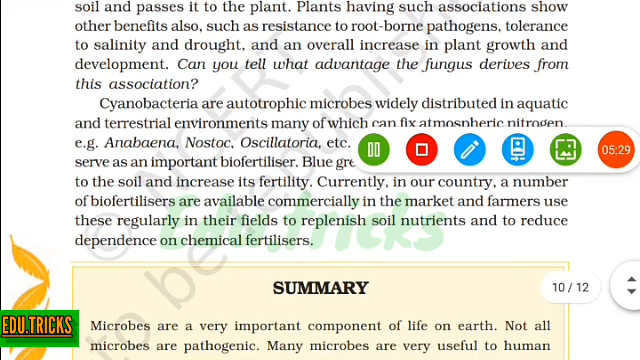 soil and passes it to the plant. Plants having such associations show
other benefits also, such as resistance to root-borne pathogens, tolerance
to salinity and drought, and an overall increase in plant growth and
development. Can you tell what advantage the fungus derives from
this association?
Cyanobacteria are autotrophic microbes widely distributed in aquatic
and terrestrial environments many of which can fix atmospheric nitrogen,
e.g. Anabaena, Nostoc, Oscillatoria, etc.
serve as an important biofertiliser. Blue gre
05:29
to the soil and increase its fertility. Currently, in our country, a number
of biofertilisers are available commercially in the market and farmers use
these regularly in their fields to replenish soil nutrients and to reduce
dependence on chemical fertilisers.
Edu.tricks
© NCERT
to be republish
SUMMARY
10 / 12
EDU.TRICKS
Microbes are a very important component of life on earth. Not all
microbes are pathogenic. Many microbes are very useful to human